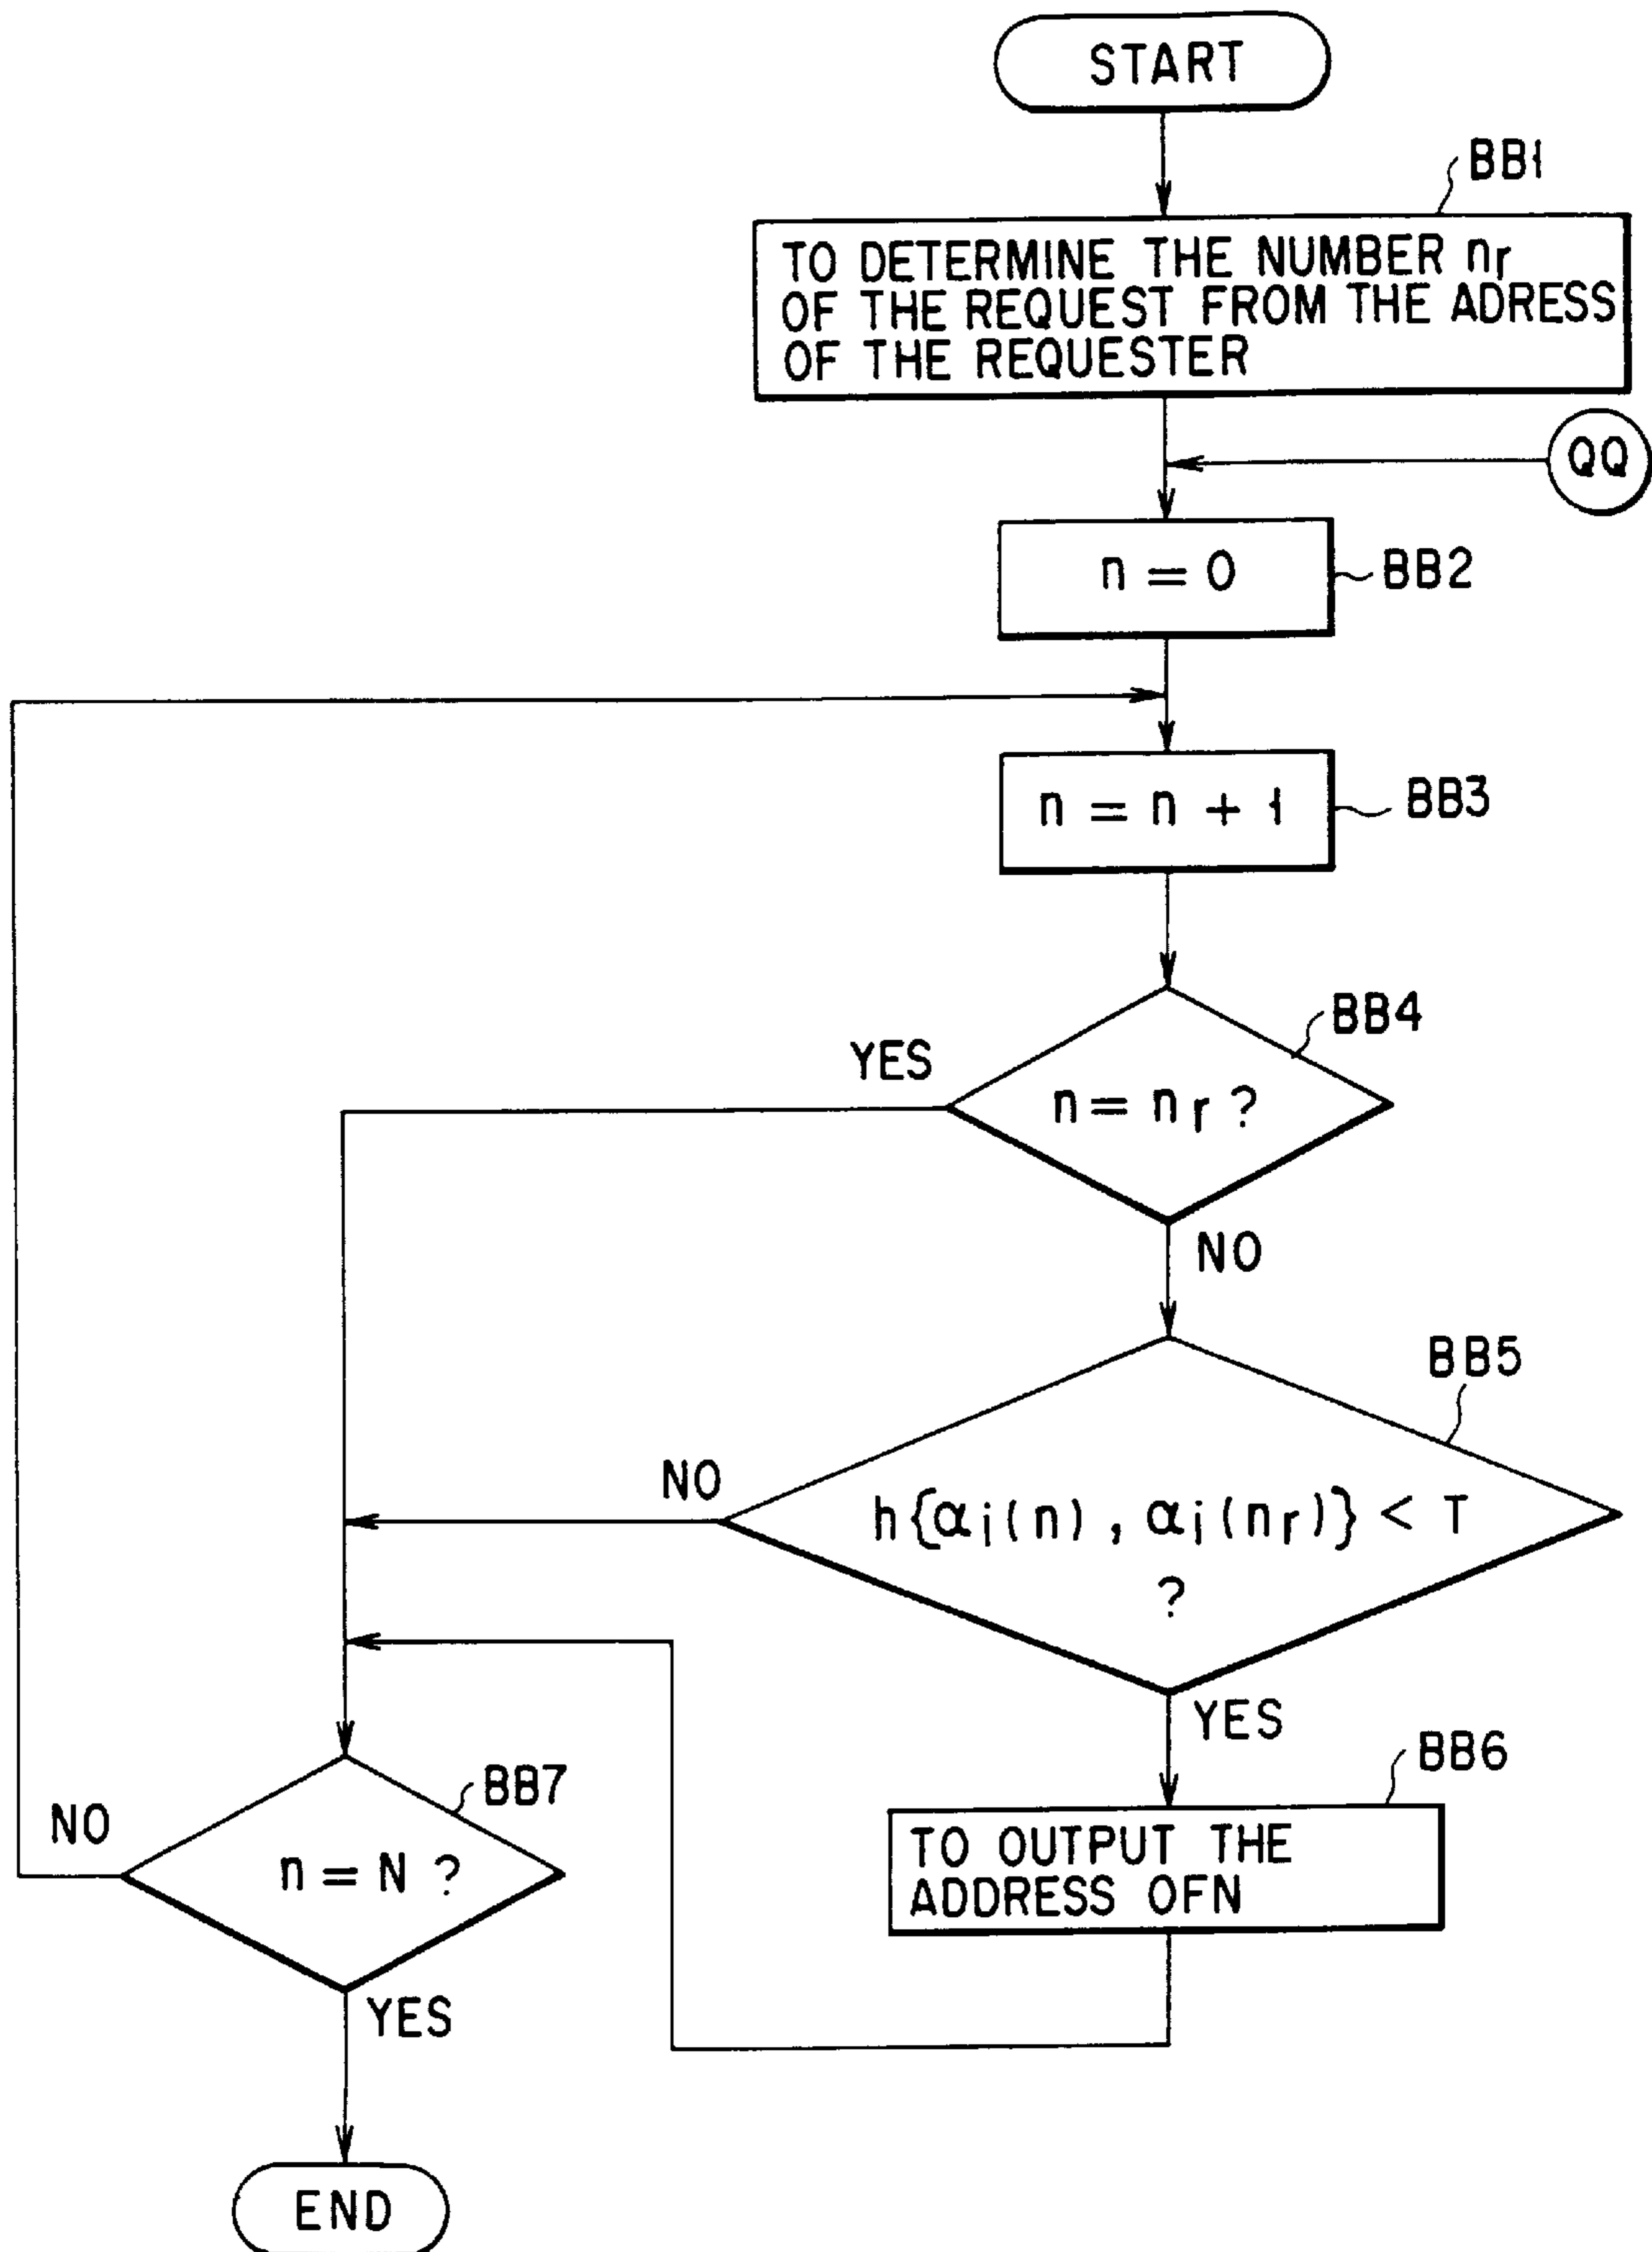 START
BB1
TO DETERMINE THE NUMBER nr
OF THE REQUEST FROM THE ADRESS
OF THE REQUESTER
QQ
n = 0
BB2
n = n + 1
BB3
BB4
YES
n = nr ?
NO
BB5
NO
h{αi(n), αi(nr)} < T
?
YES
BB6
BB7
NO
TO OUTPUT THE
ADDRESS OFN
n = N ?
YES
END